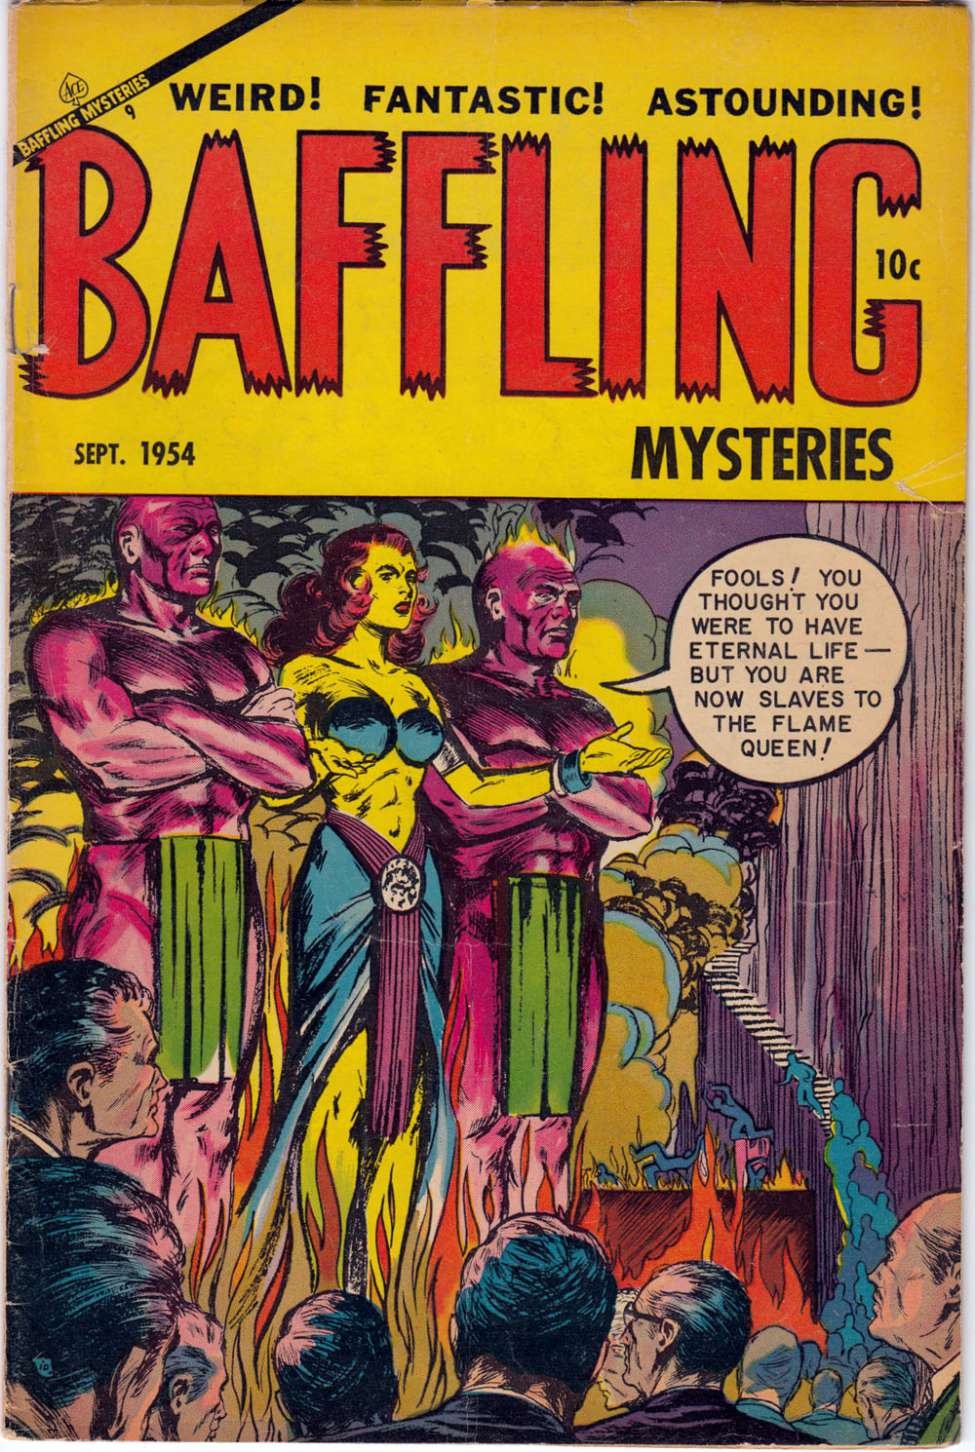 ACE
BAFFLING MYSTERIES
9
WEIRD! FANTASTIC! ASTOUNDING!
BAFFLING
10c
SEPT. 1954
MYSTERIES
FOOLS! YOU
THOUGHT YOU
WERE TO HAVE
ETERNAL LIFE—
BUT YOU ARE
NOW SLAVES TO
THE FLAME
QUEEN!